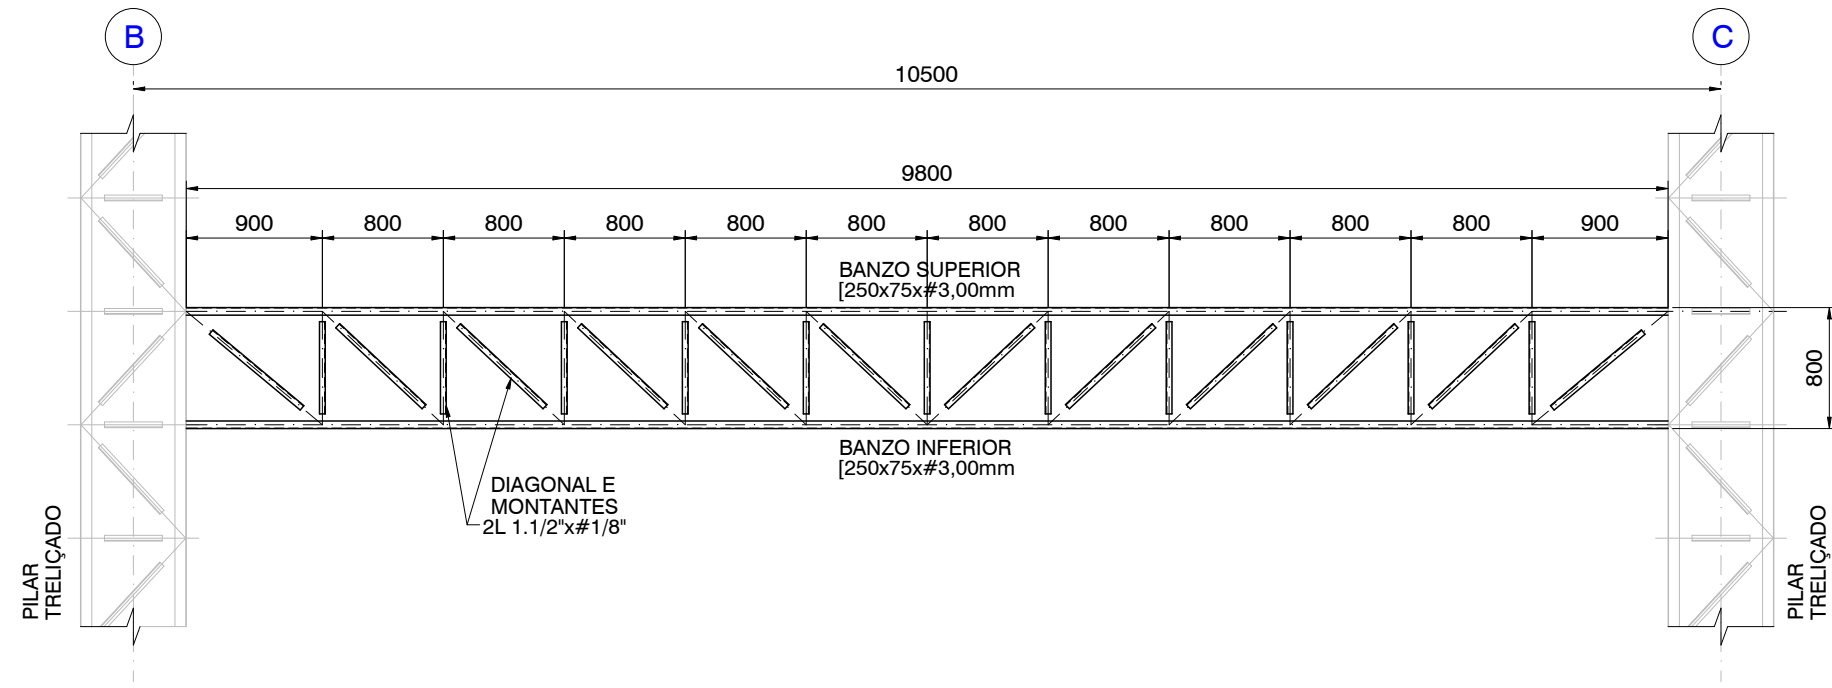 B
C
10500
9800
900
800
800
800
800
800
800
800
800
800
800
900
BANZO SUPERIOR
[250x75x#3,00mm
800
BANZO INFERIOR
[250x75x#3,00mm
DIAGONAL E
MONTANTES
2L 1.1/2"x#1/8"
PILAR
TRELIÇADO
PILAR
TRELIÇADO